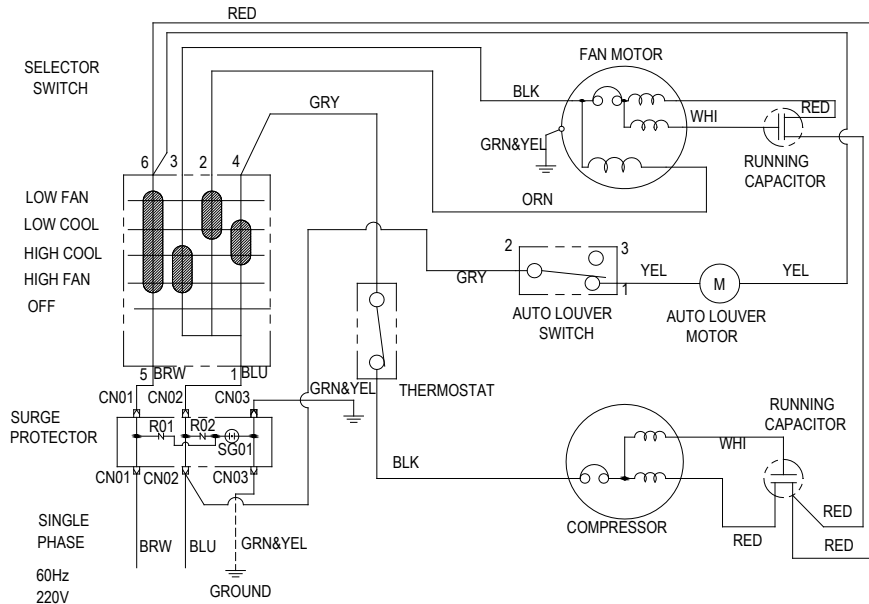 RED
SELECTOR
SWITCH
GRY
BLK
FAN MOTOR
WHI
RED
GRN&YEL
RUNNING
CAPACITOR
ORN
6 3 2 4
LOW FAN
LOW COOL
HIGH COOL
HIGH FAN
OFF
2 3
GRY
1
YEL
M
YEL
AUTO LOUVER
SWITCH
AUTO LOUVER
MOTOR
5 BRW 1 BLU
THERMOSTAT
GRN&YEL
CN01 CN02 CN03
SURGE
PROTECTOR
R01 R02
SG01
CN01 CN02 CN03
BLK
RUNNING
CAPACITOR
WHI
COMPRESSOR
RED
RED
RED
SINGLE
PHASE
BRW BLU GRN&YEL
60Hz
220V
GROUND